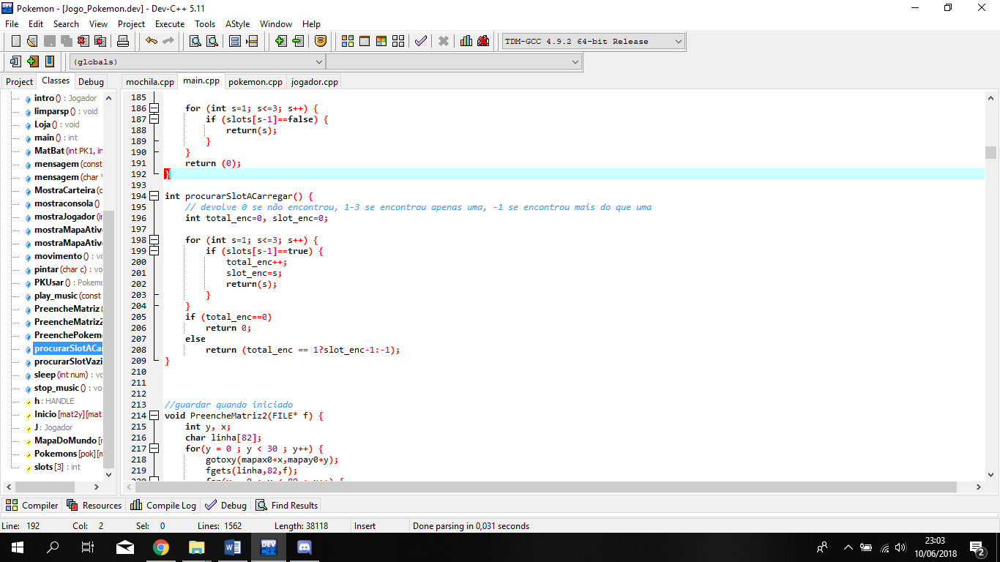 Pokemon - [Jogo_Pokemon.dev] - Dev-C++ 5.11
File Edit Search View Project Execute Tools AStyle Window Help
TDM-GCC 4.9.2 64-bit Release
(globals)
Project Classes Debug
mochila.cpp main.cpp pokemon.cpp jogador.cpp
intro () : Jogador
limparsp () : void
Loja () : void
main () : int
MatBat (int PK1, in
mensagem (const
mensagem (char *
MostraCarteira (c
mostraconsola ()
mostraJogador (in
mostraMapaAtiv
mostraMapaAtiv
movimento () : vo
pintar (char c) : vo
PKUsar () : Pokemo
play_music (const
PreencheMatriz (
PreencheMatriz2
PreenchePokem
procurarSlotACar
procurarSlotVazi
sleep (int num) : vo
stop_music () : vo
h : HANDLE
Inicio [mat2y][mat
J : Jogador
MapaDoMundo [r
Pokemons [pok][n
slots [3] : int
185
186 for (int s=1; s<=3; s++) {
187 if (slots[s-1]==false) {
188 return(s);
189 }
190 }
191 return (0);
192 }
193
194 int procurarSlotACarregar() {
195 // devolve 0 se não encontrou, 1-3 se encontrou apenas uma, -1 se encontrou mais do que uma
196 int total_enc=0, slot_enc=0;
197
198 for (int s=1; s<=3; s++) {
199 if (slots[s-1]==true) {
200 total_enc++;
201 slot_enc=s;
202 return(s);
203 }
204 }
205 if (total_enc==0)
206 return 0;
207 else
208 return (total_enc == 1?slot_enc-1:-1);
209 }
210
211
212
213 //guardar quando iniciado
214 void PreencheMatriz2(FILE* f) {
215 int y, x;
216 char linha[82];
217 for(y = 0 ; y < 30 ; y++) {
218 gotoxy(mapax0+x,mapay0+y);
219 fgets(linha,82,f);
Compiler Resources Compile Log Debug Find Results
Line: 192 Col: 2 Sel: 0 Lines: 1562 Length: 38118 Insert Done parsing in 0,031 seconds
DEV
23:03
10/06/2018
2